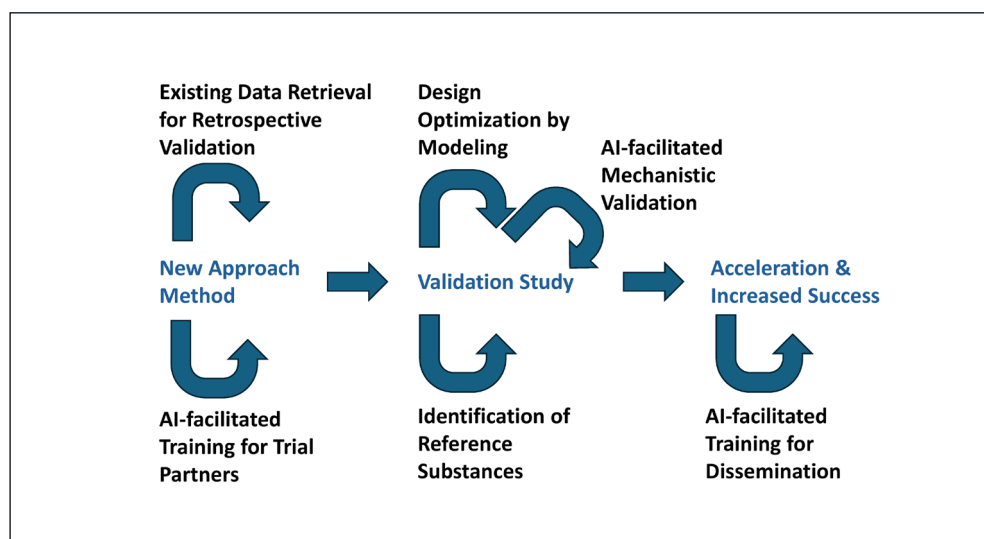 Existing Data Retrieval
for Retrospective
Validation
Design
Optimization by
Modeling
AI-facilitated
Mechanistic
Validation
New Approach
Method
Validation Study
Acceleration &
Increased Success
AI-facilitated
Training for Trial
Partners
Identification of
Reference
Substances
AI-facilitated
Training for
Dissemination